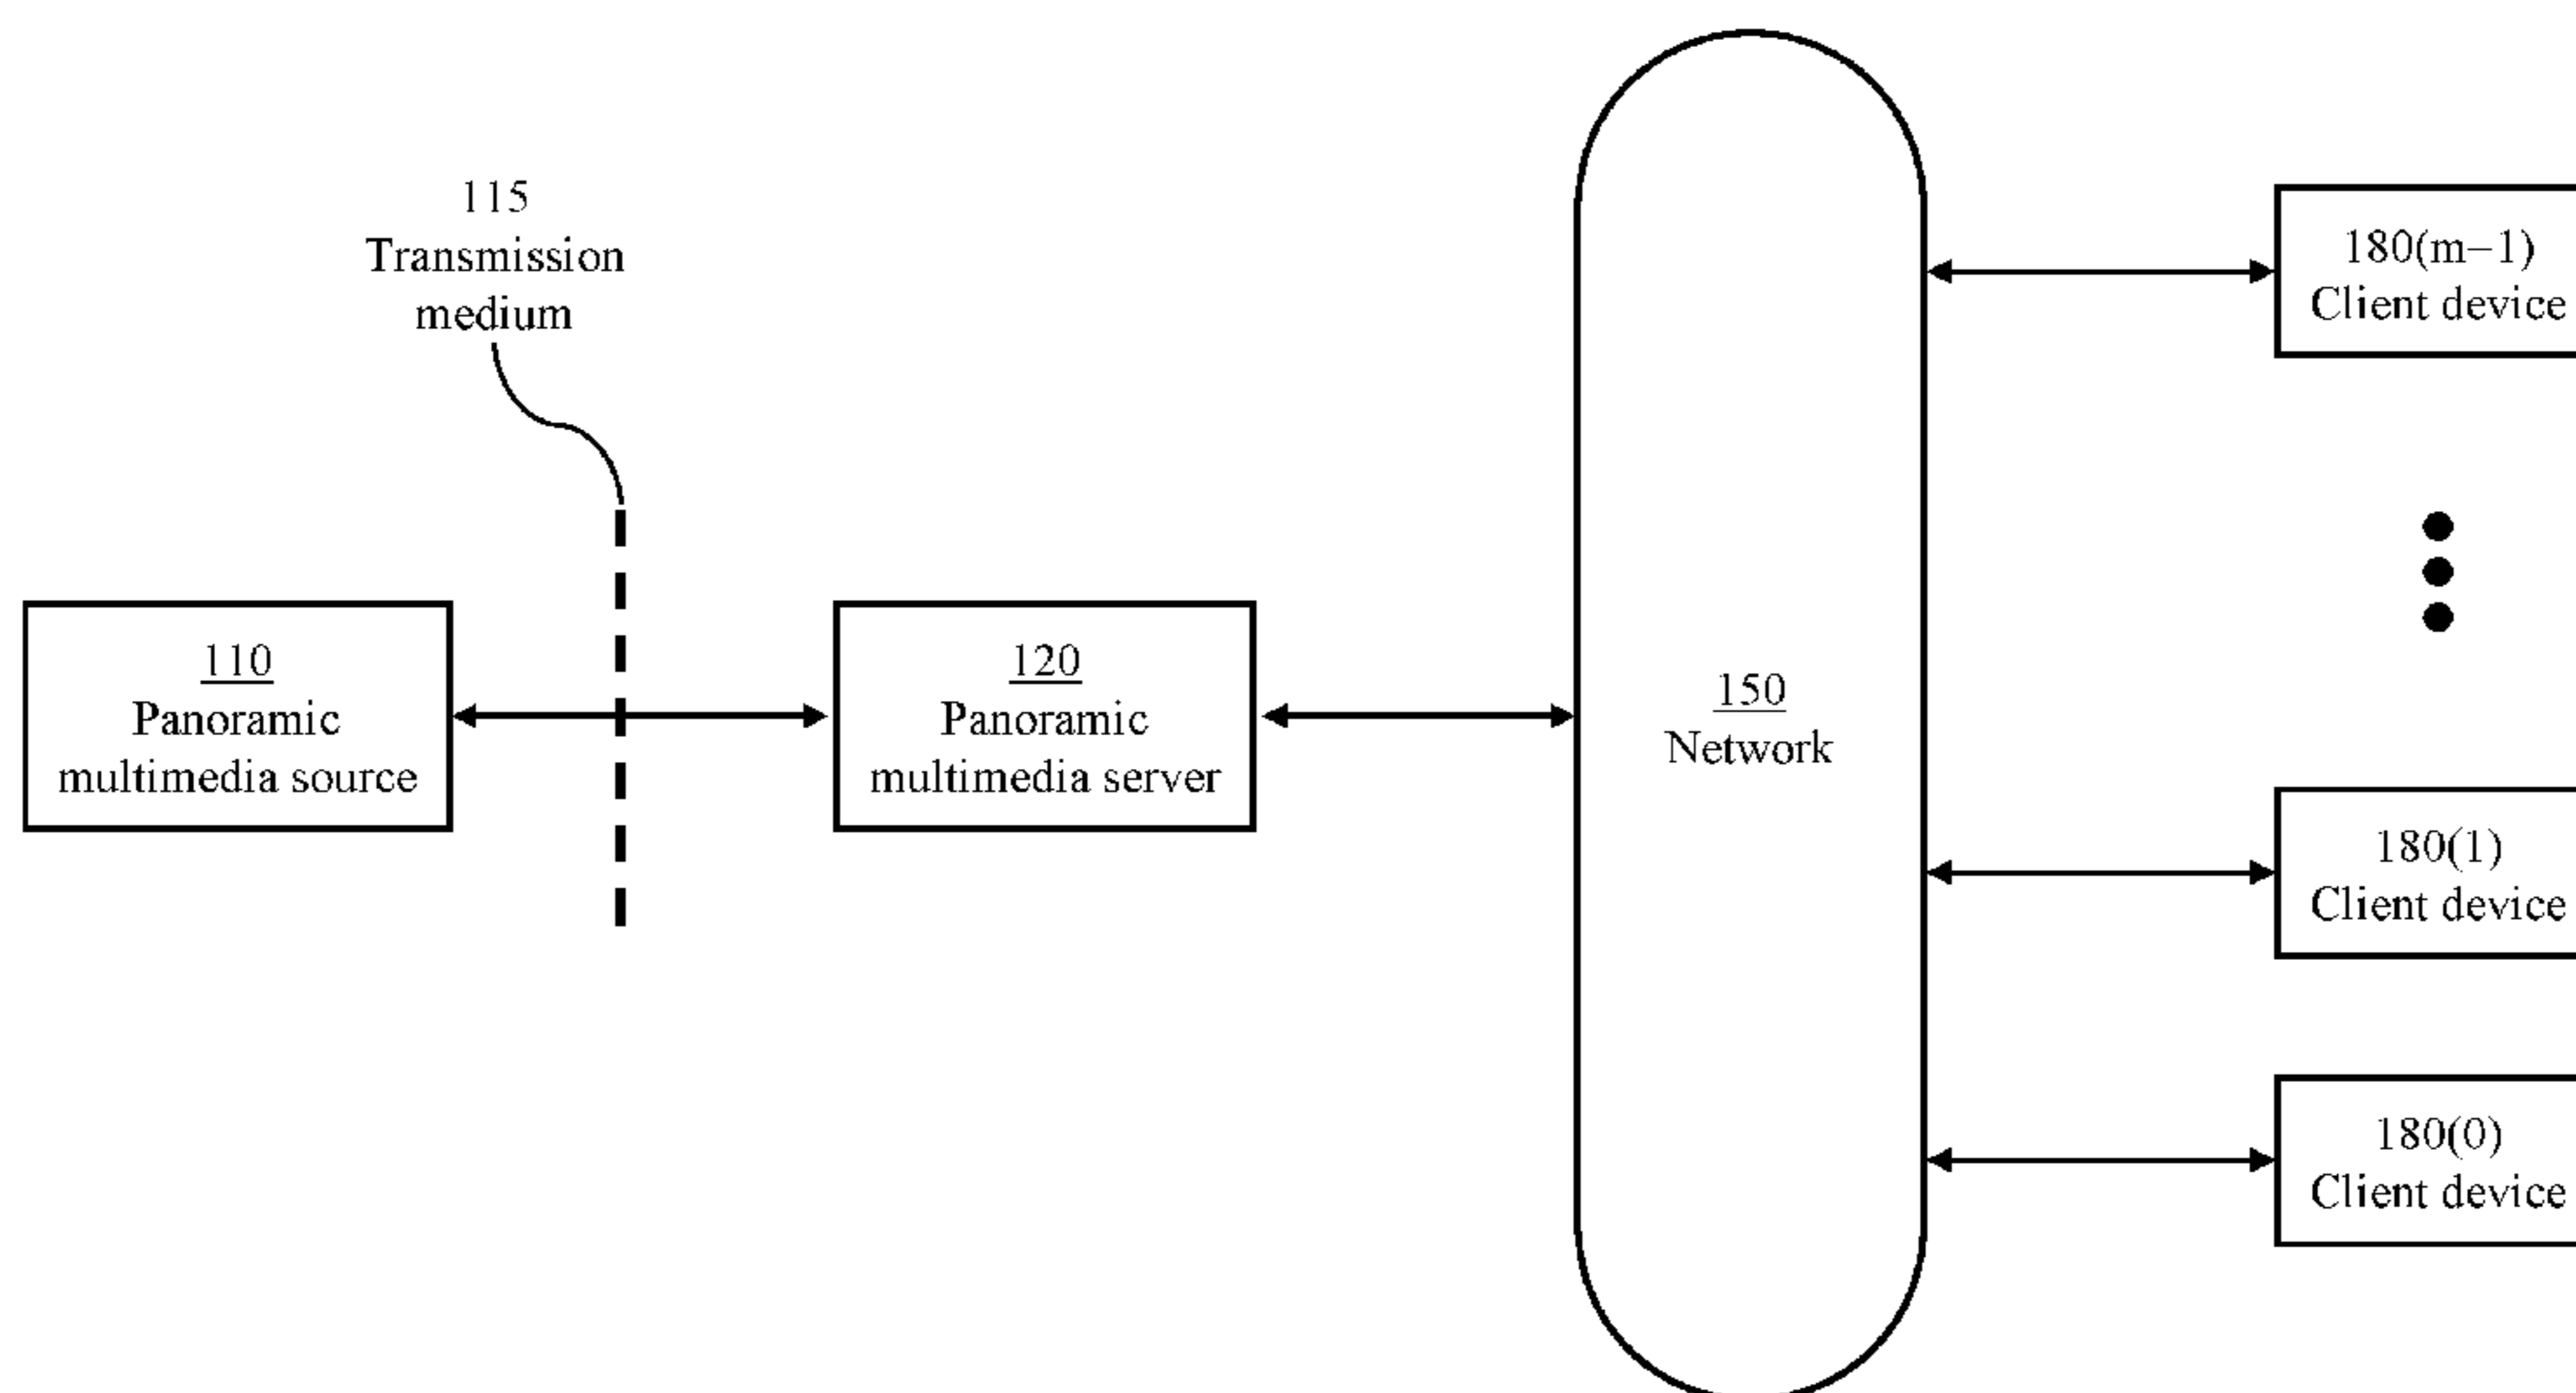 115
Transmission
medium
110
Panoramic
multimedia source
120
Panoramic
multimedia server
150
Network
180(m−1)
Client device
180(1)
Client device
180(0)
Client device